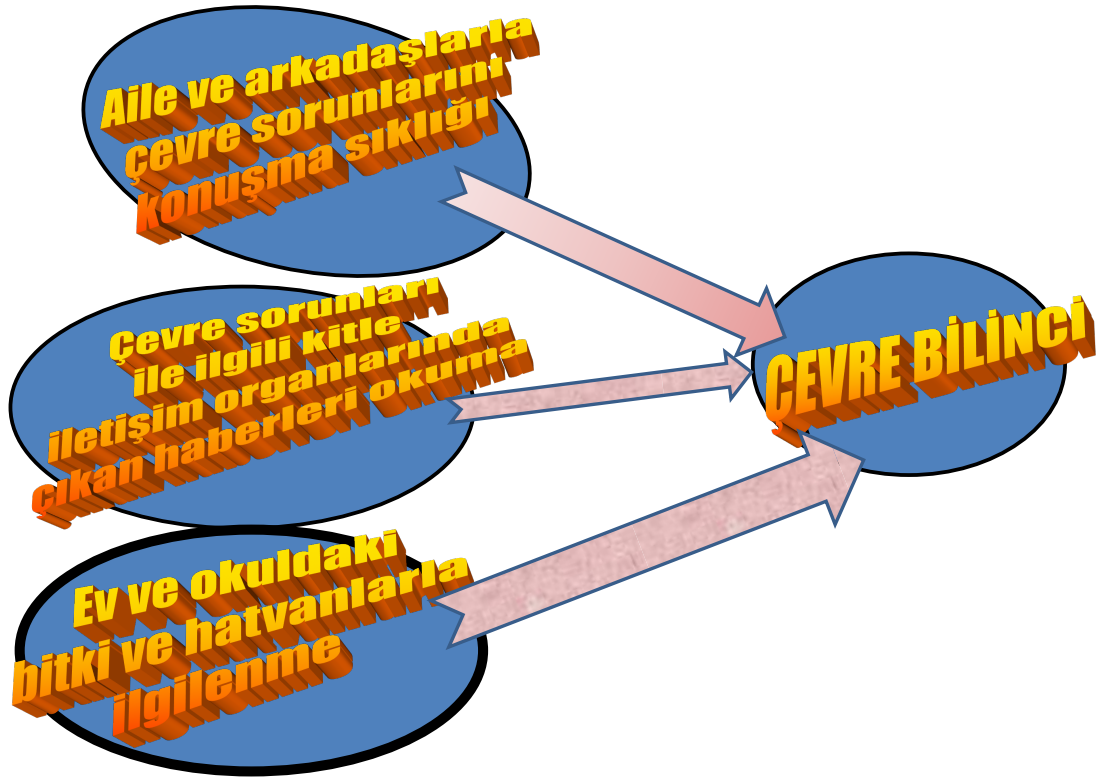 Aile ve arkadaşlarla
çevre sorunlarını
konuşma sıklığı
Çevre sorunları
ile ilgili kitle
iletişim organlarında
çıkan haberleri okuma
Ev ve okuldaki
bitki ve hatvanlarla
ilgilenme
ÇEVRE BİLİNCİ